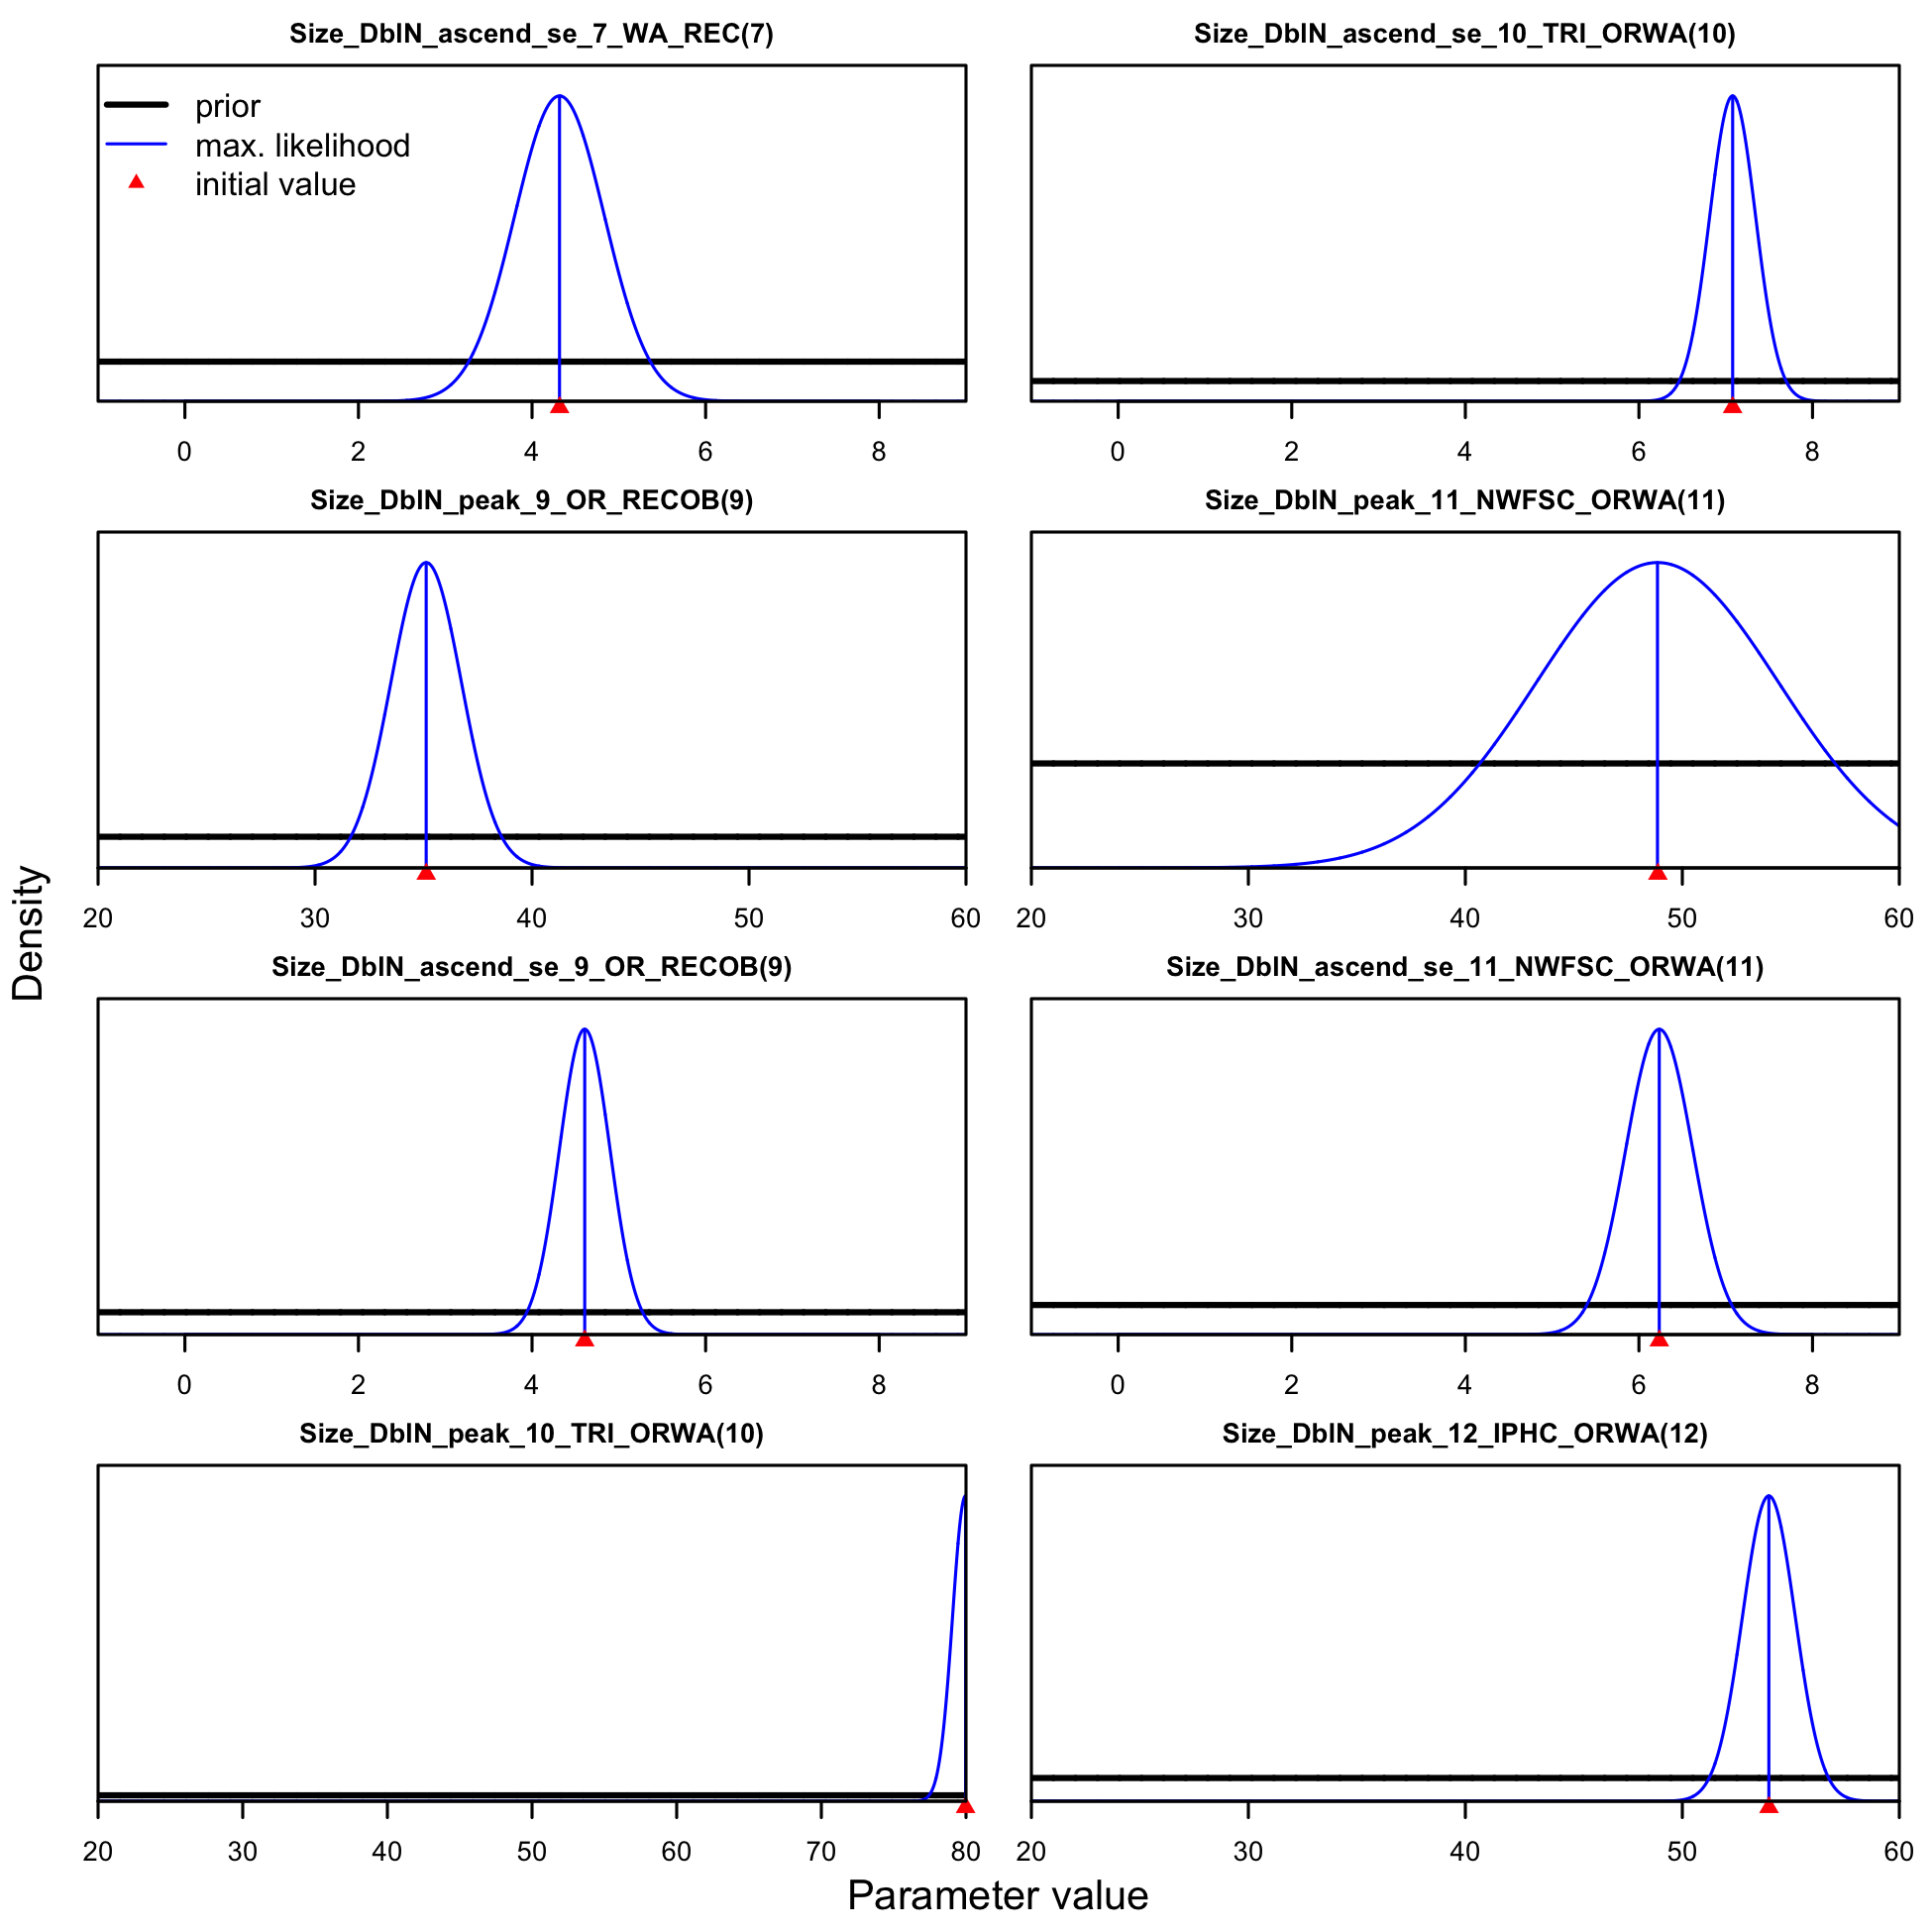 Size_DblN_ascend_se_7_WA_REC(7)
prior
max. likelihood
initial value
0 2 4 6 8
Size_DblN_ascend_se_10_TRI_ORWA(10)
0 2 4 6 8
Size_DblN_peak_9_OR_RECOB(9)
20 30 40 50 60
Size_DblN_peak_11_NWFSC_ORWA(11)
20 30 40 50 60
Size_DblN_ascend_se_9_OR_RECOB(9)
0 2 4 6 8
Size_DblN_ascend_se_11_NWFSC_ORWA(11)
0 2 4 6 8
Size_DblN_peak_10_TRI_ORWA(10)
20 30 40 50 60 70 80
Size_DblN_peak_12_IPHC_ORWA(12)
20 30 40 50 60
Density
Parameter value